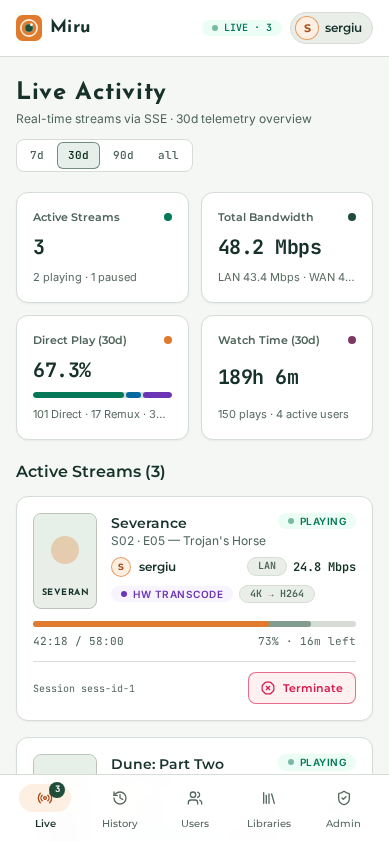 Miru
LIVE · 3
S sergiu
Live Activity
Real-time streams via SSE · 30d telemetry overview
7d 30d 90d all
Active Streams
3
2 playing · 1 paused
Total Bandwidth
48.2 Mbps
LAN 43.4 Mbps · WAN 4...
Direct Play (30d)
67.3%
101 Direct · 17 Remux · 3...
Watch Time (30d)
189h 6m
150 plays · 4 active users
Active Streams (3)
SEVERAN
Severance
PLAYING
S02 · E05 — Trojan's Horse
S sergiu
LAN 24.8 Mbps
HW TRANSCODE 4K → H264
42:18 / 58:00 73% · 16m left
Session sess-id-1
Terminate
Dune: Part Two
PLAYING
3
Live History Users Libraries Admin